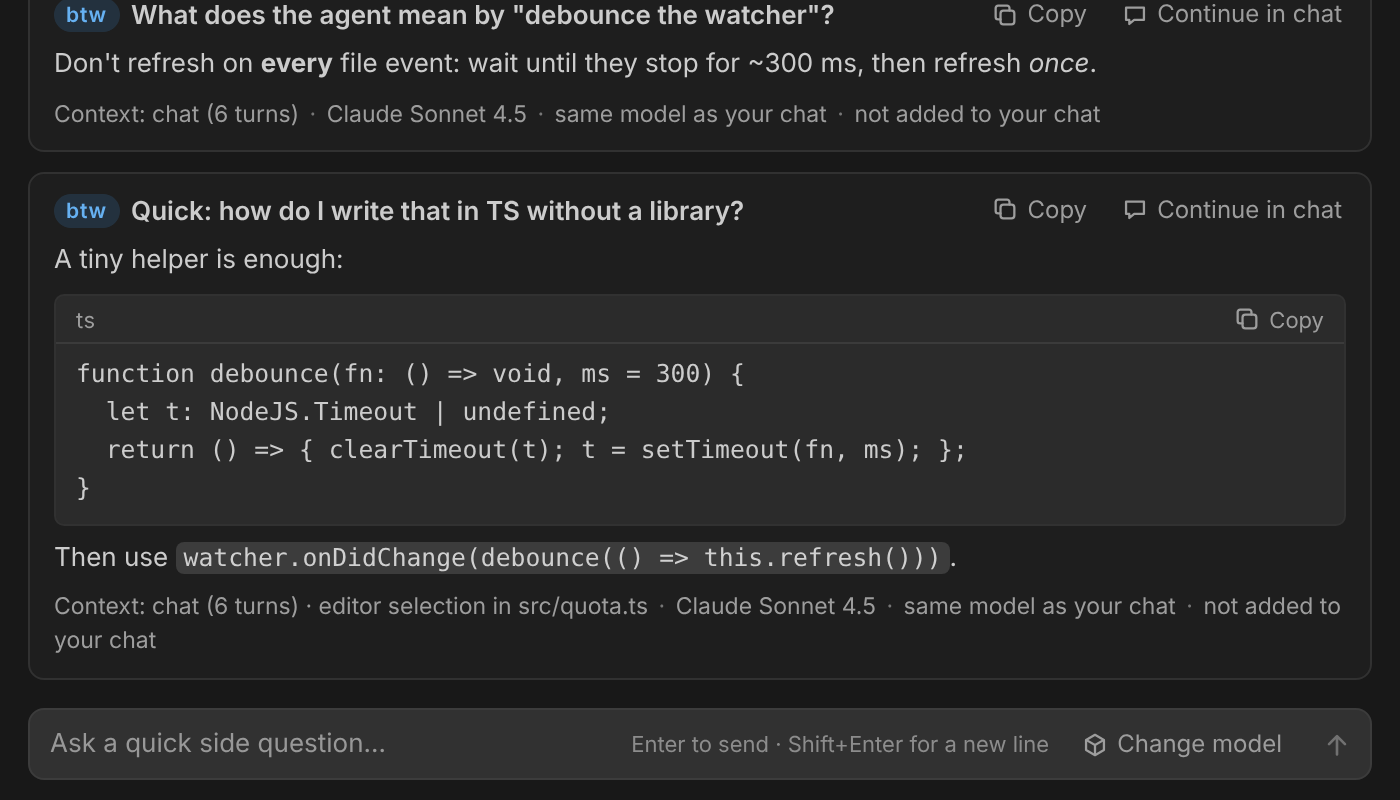 btw What does the agent mean by "debounce the watcher"? Copy Continue in chat
Don't refresh on every file event: wait until they stop for ~300 ms, then refresh once.
Context: chat (6 turns) · Claude Sonnet 4.5 · same model as your chat · not added to your chat
btw Quick: how do I write that in TS without a library? Copy Continue in chat
A tiny helper is enough:
ts Copy
function debounce(fn: () => void, ms = 300) {
  let t: NodeJS.Timeout | undefined;
  return () => { clearTimeout(t); t = setTimeout(fn, ms); };
}
Then use watcher.onDidChange(debounce(() => this.refresh())).
Context: chat (6 turns) · editor selection in src/quota.ts · Claude Sonnet 4.5 · same model as your chat · not added to
your chat
Ask a quick side question... Enter to send · Shift+Enter for a new line Change model